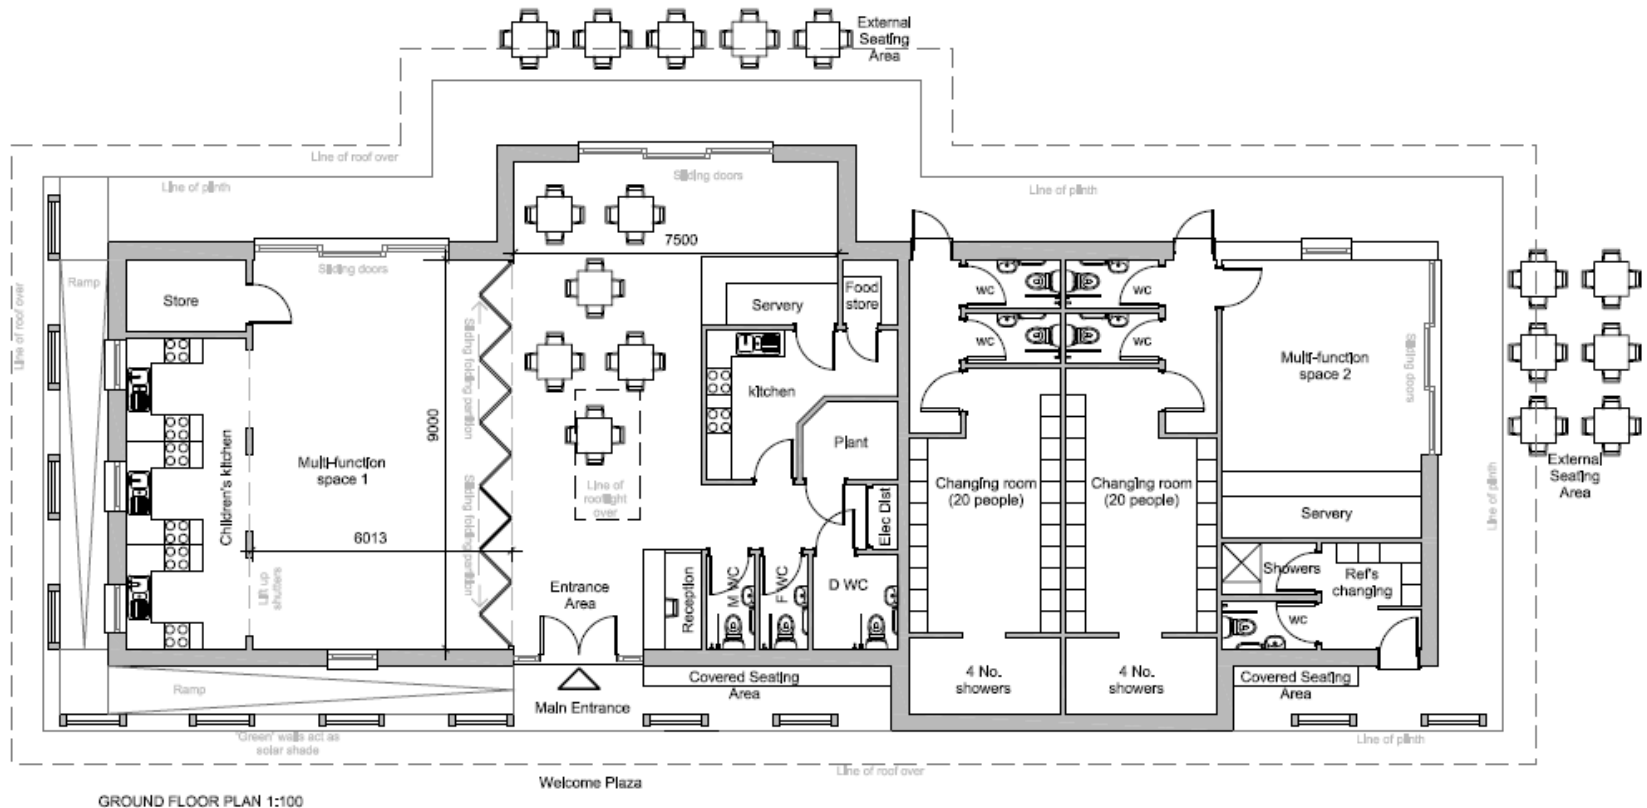 External
Seating
Area
Line of roof over
Line of plinth
Line of plinth
Sliding doors
7500
Sliding doors
Ramp
Store
Servery
Food
store
WC
WC
WC
WC
Line of roof over
Sliding folding partition
kitchen
Multi-function
space 2
Sliding doors
9000
Children's kitchen
Multi-function
space 1
Plant
Line of
rooflight
over
Sliding folding partition
Elec Dist
Changing room
(20 people)
Changing room
(20 people)
Servery
External
Seating
Area
Line of plinth
6013
Lift up
shutters
Entrance
Area
Reception
M WC
F WC
D WC
Showers
Ref's
changing
WC
Ramp
Main Entrance
Covered Seating
Area
4 No.
showers
4 No.
showers
Covered Seating
Area
'Green' walls act as
solar shade
Line of plinth
Line of roof over
Welcome Plaza
GROUND FLOOR PLAN 1:100